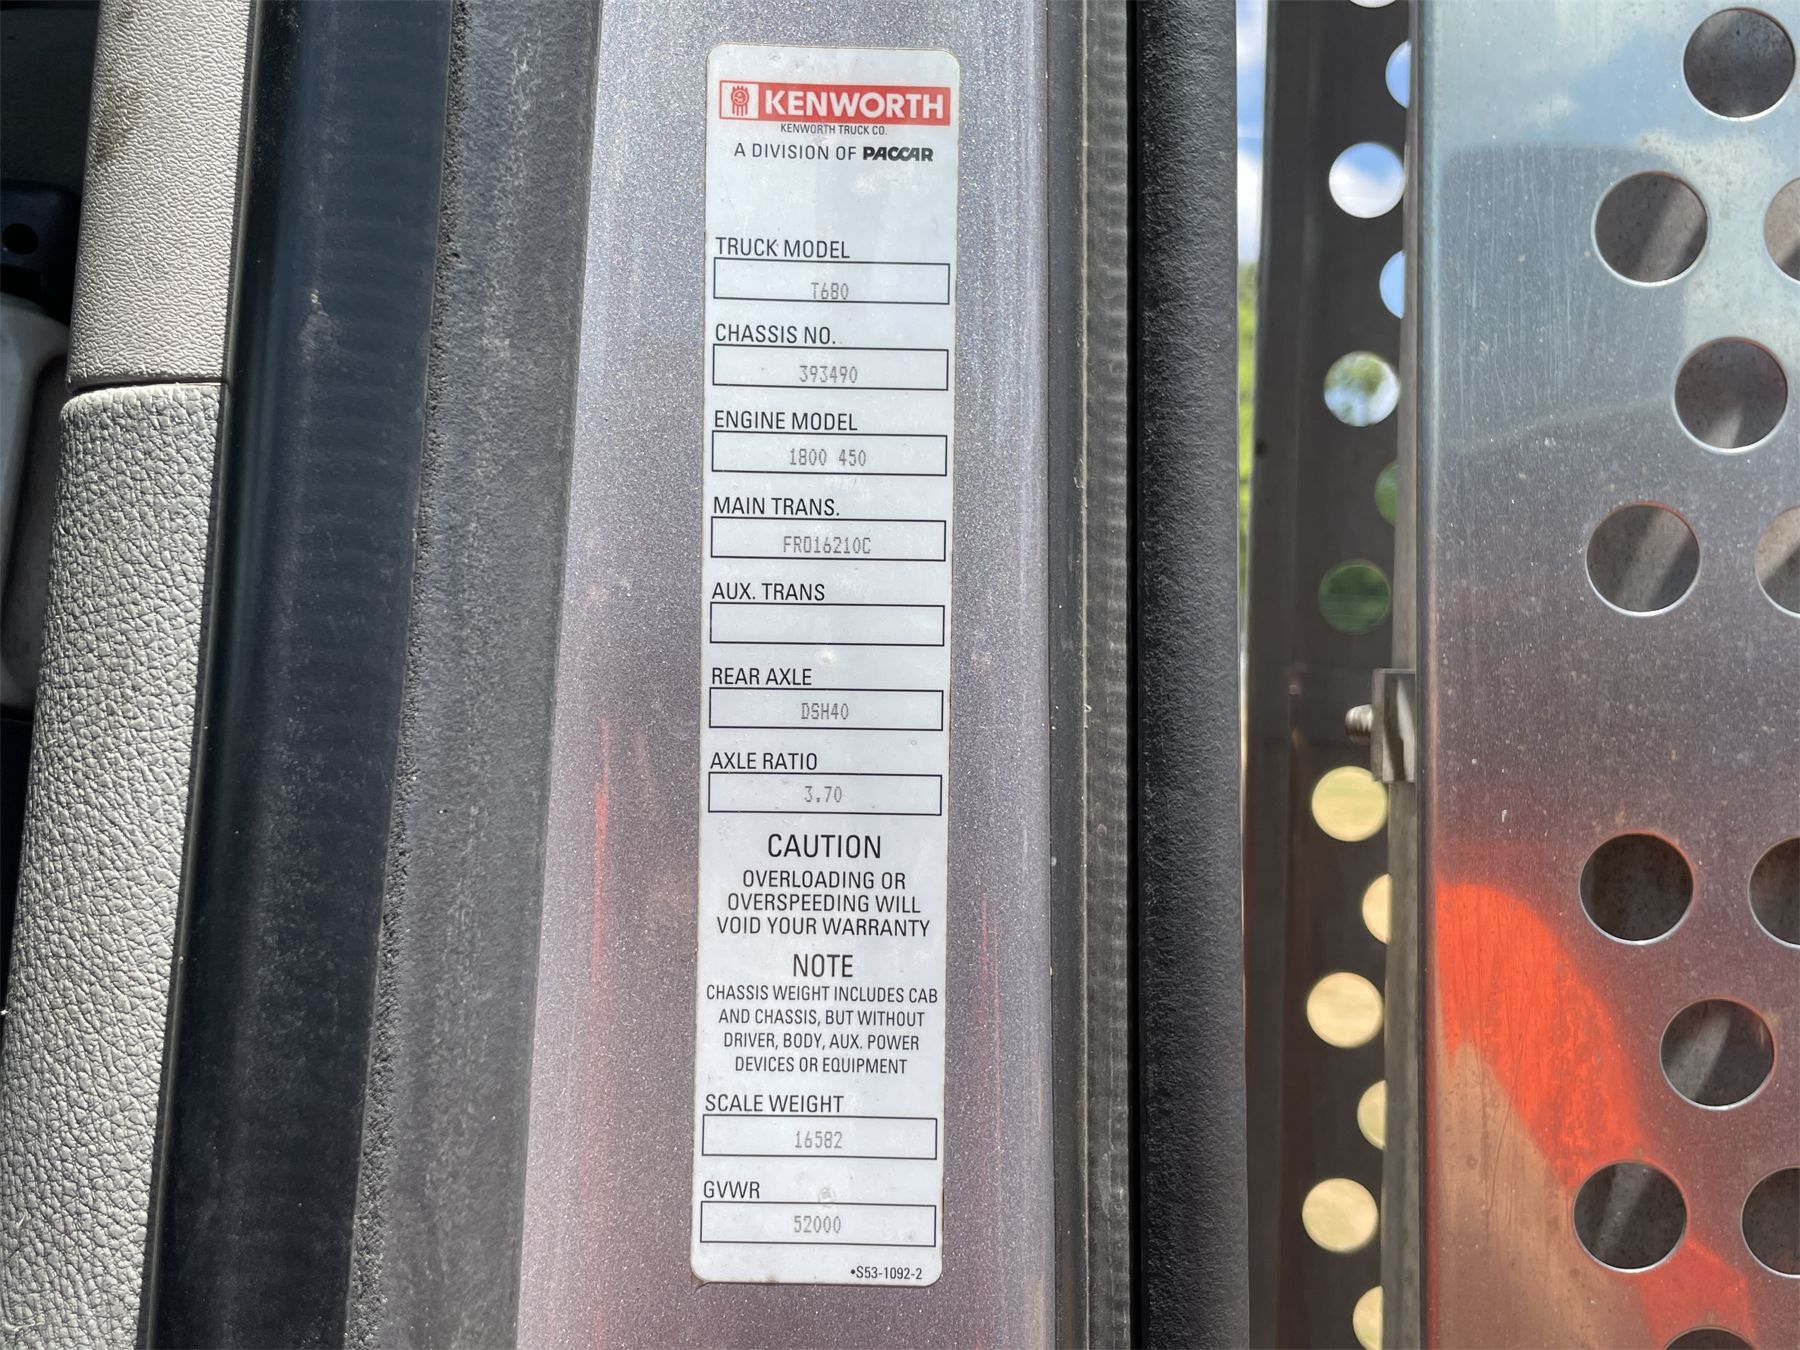 KENWORTH
KENWORTH TRUCK CO.
A DIVISION OF PACCAR
TRUCK MODEL
T680
CHASSIS NO.
393490
ENGINE MODEL
1800 450
MAIN TRANS.
FRO16210C
AUX. TRANS
REAR AXLE
DSH40
AXLE RATIO
3.70
CAUTION
OVERLOADING OR
OVERSPEEDING WILL
VOID YOUR WARRANTY
NOTE
CHASSIS WEIGHT INCLUDES CAB
AND CHASSIS, BUT WITHOUT
DRIVER, BODY, AUX. POWER
DEVICES OR EQUIPMENT
SCALE WEIGHT
16582
GVWR
52000
•S53-1092-2